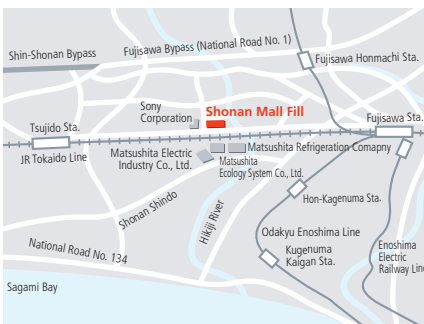 Fujisawa Bypass (National Road No. 1)
Shin-Shonan Bypass
Fujisawa Honmachi Sta.
Sony
Corporation
Shonan Mall Fill
Fujisawa Sta.
Tsujido Sta.
JR Tokaido Line
Matsushita Electric
Industry Co., Ltd.
Matsushita Refrigeration Comapny
Matsushita
Ecology System Co., Ltd.
Shonan Shindo
Hikiji River
Hon-Kagenuma Sta.
Odakyu Enoshima Line
Kugenuma
Kaigan Sta.
Enoshima
Electric
Railway Line
National Road No. 134
Sagami Bay